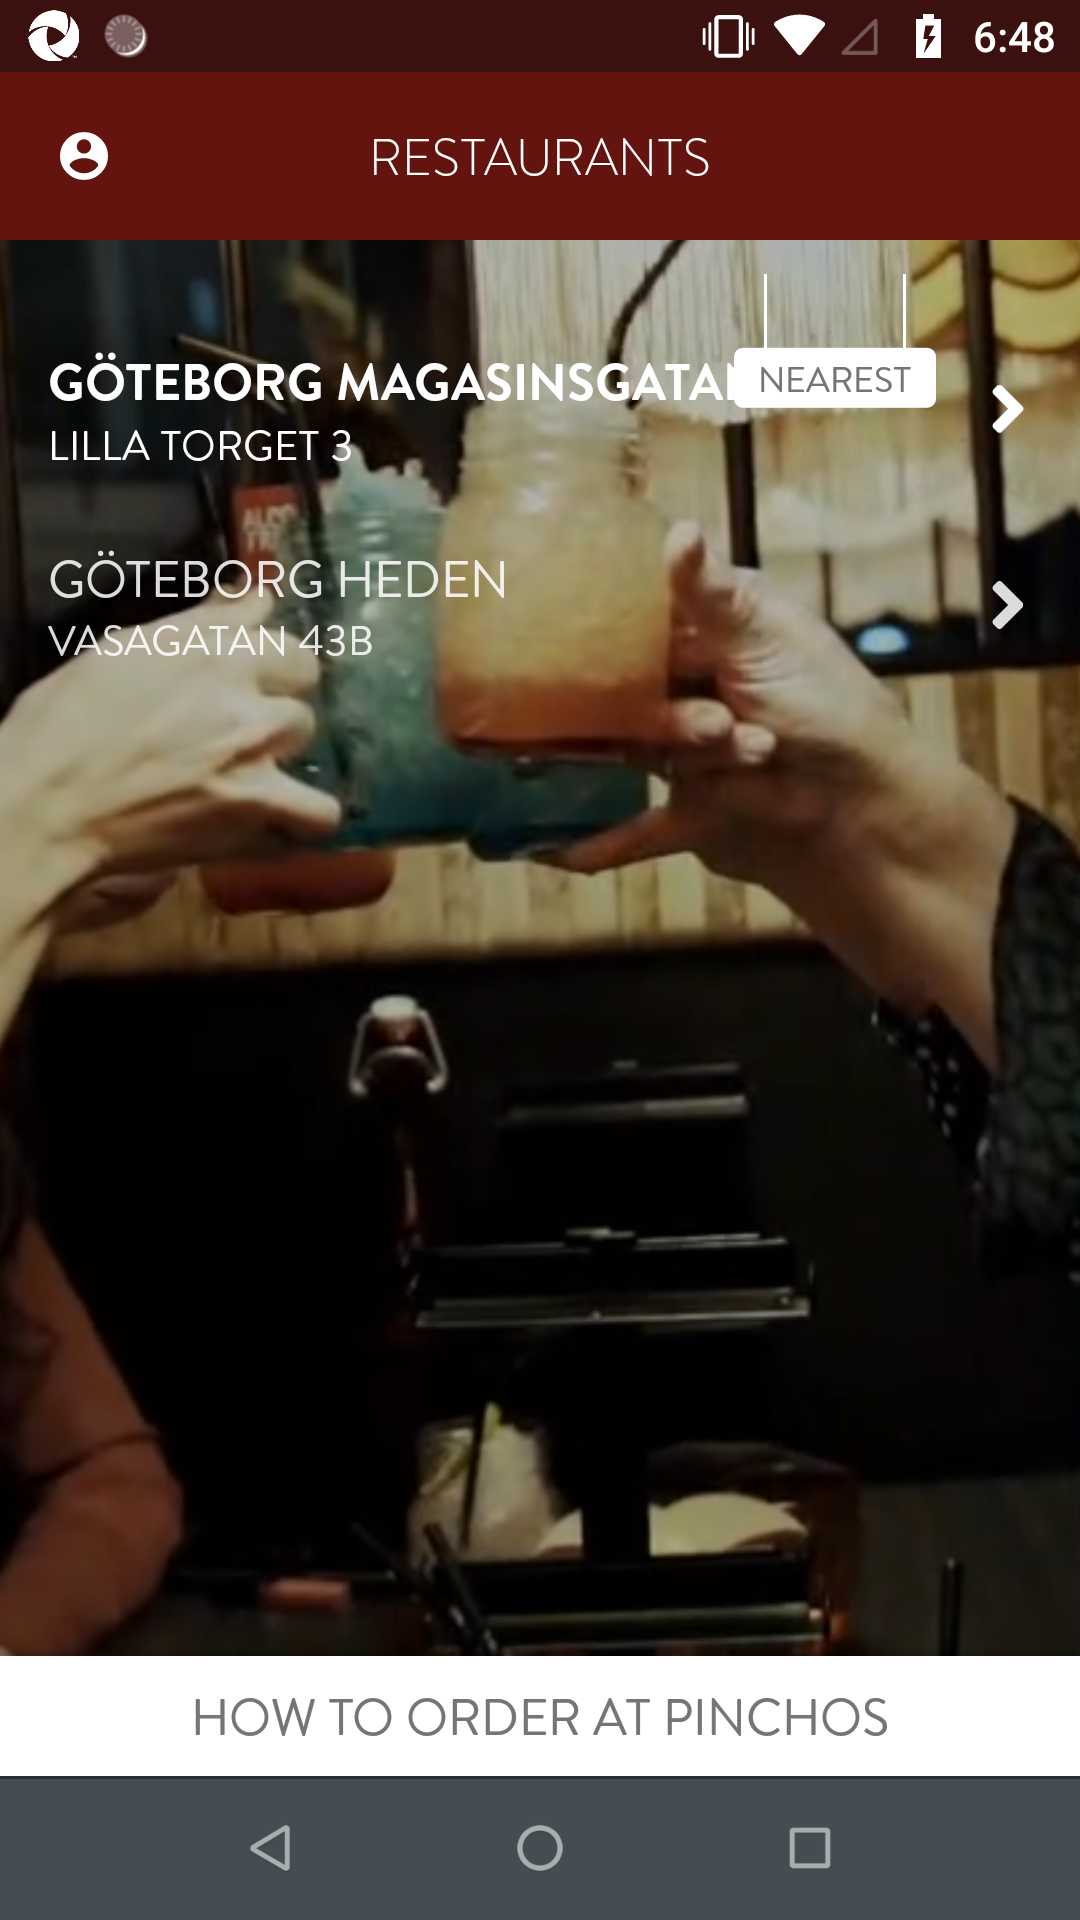 6:48
RESTAURANTS
GÖTEBORG MAGASINSGATAN
NEAREST
LILLA TORGET 3
GÖTEBORG HEDEN
VASAGATAN 43B
HOW TO ORDER AT PINCHOS